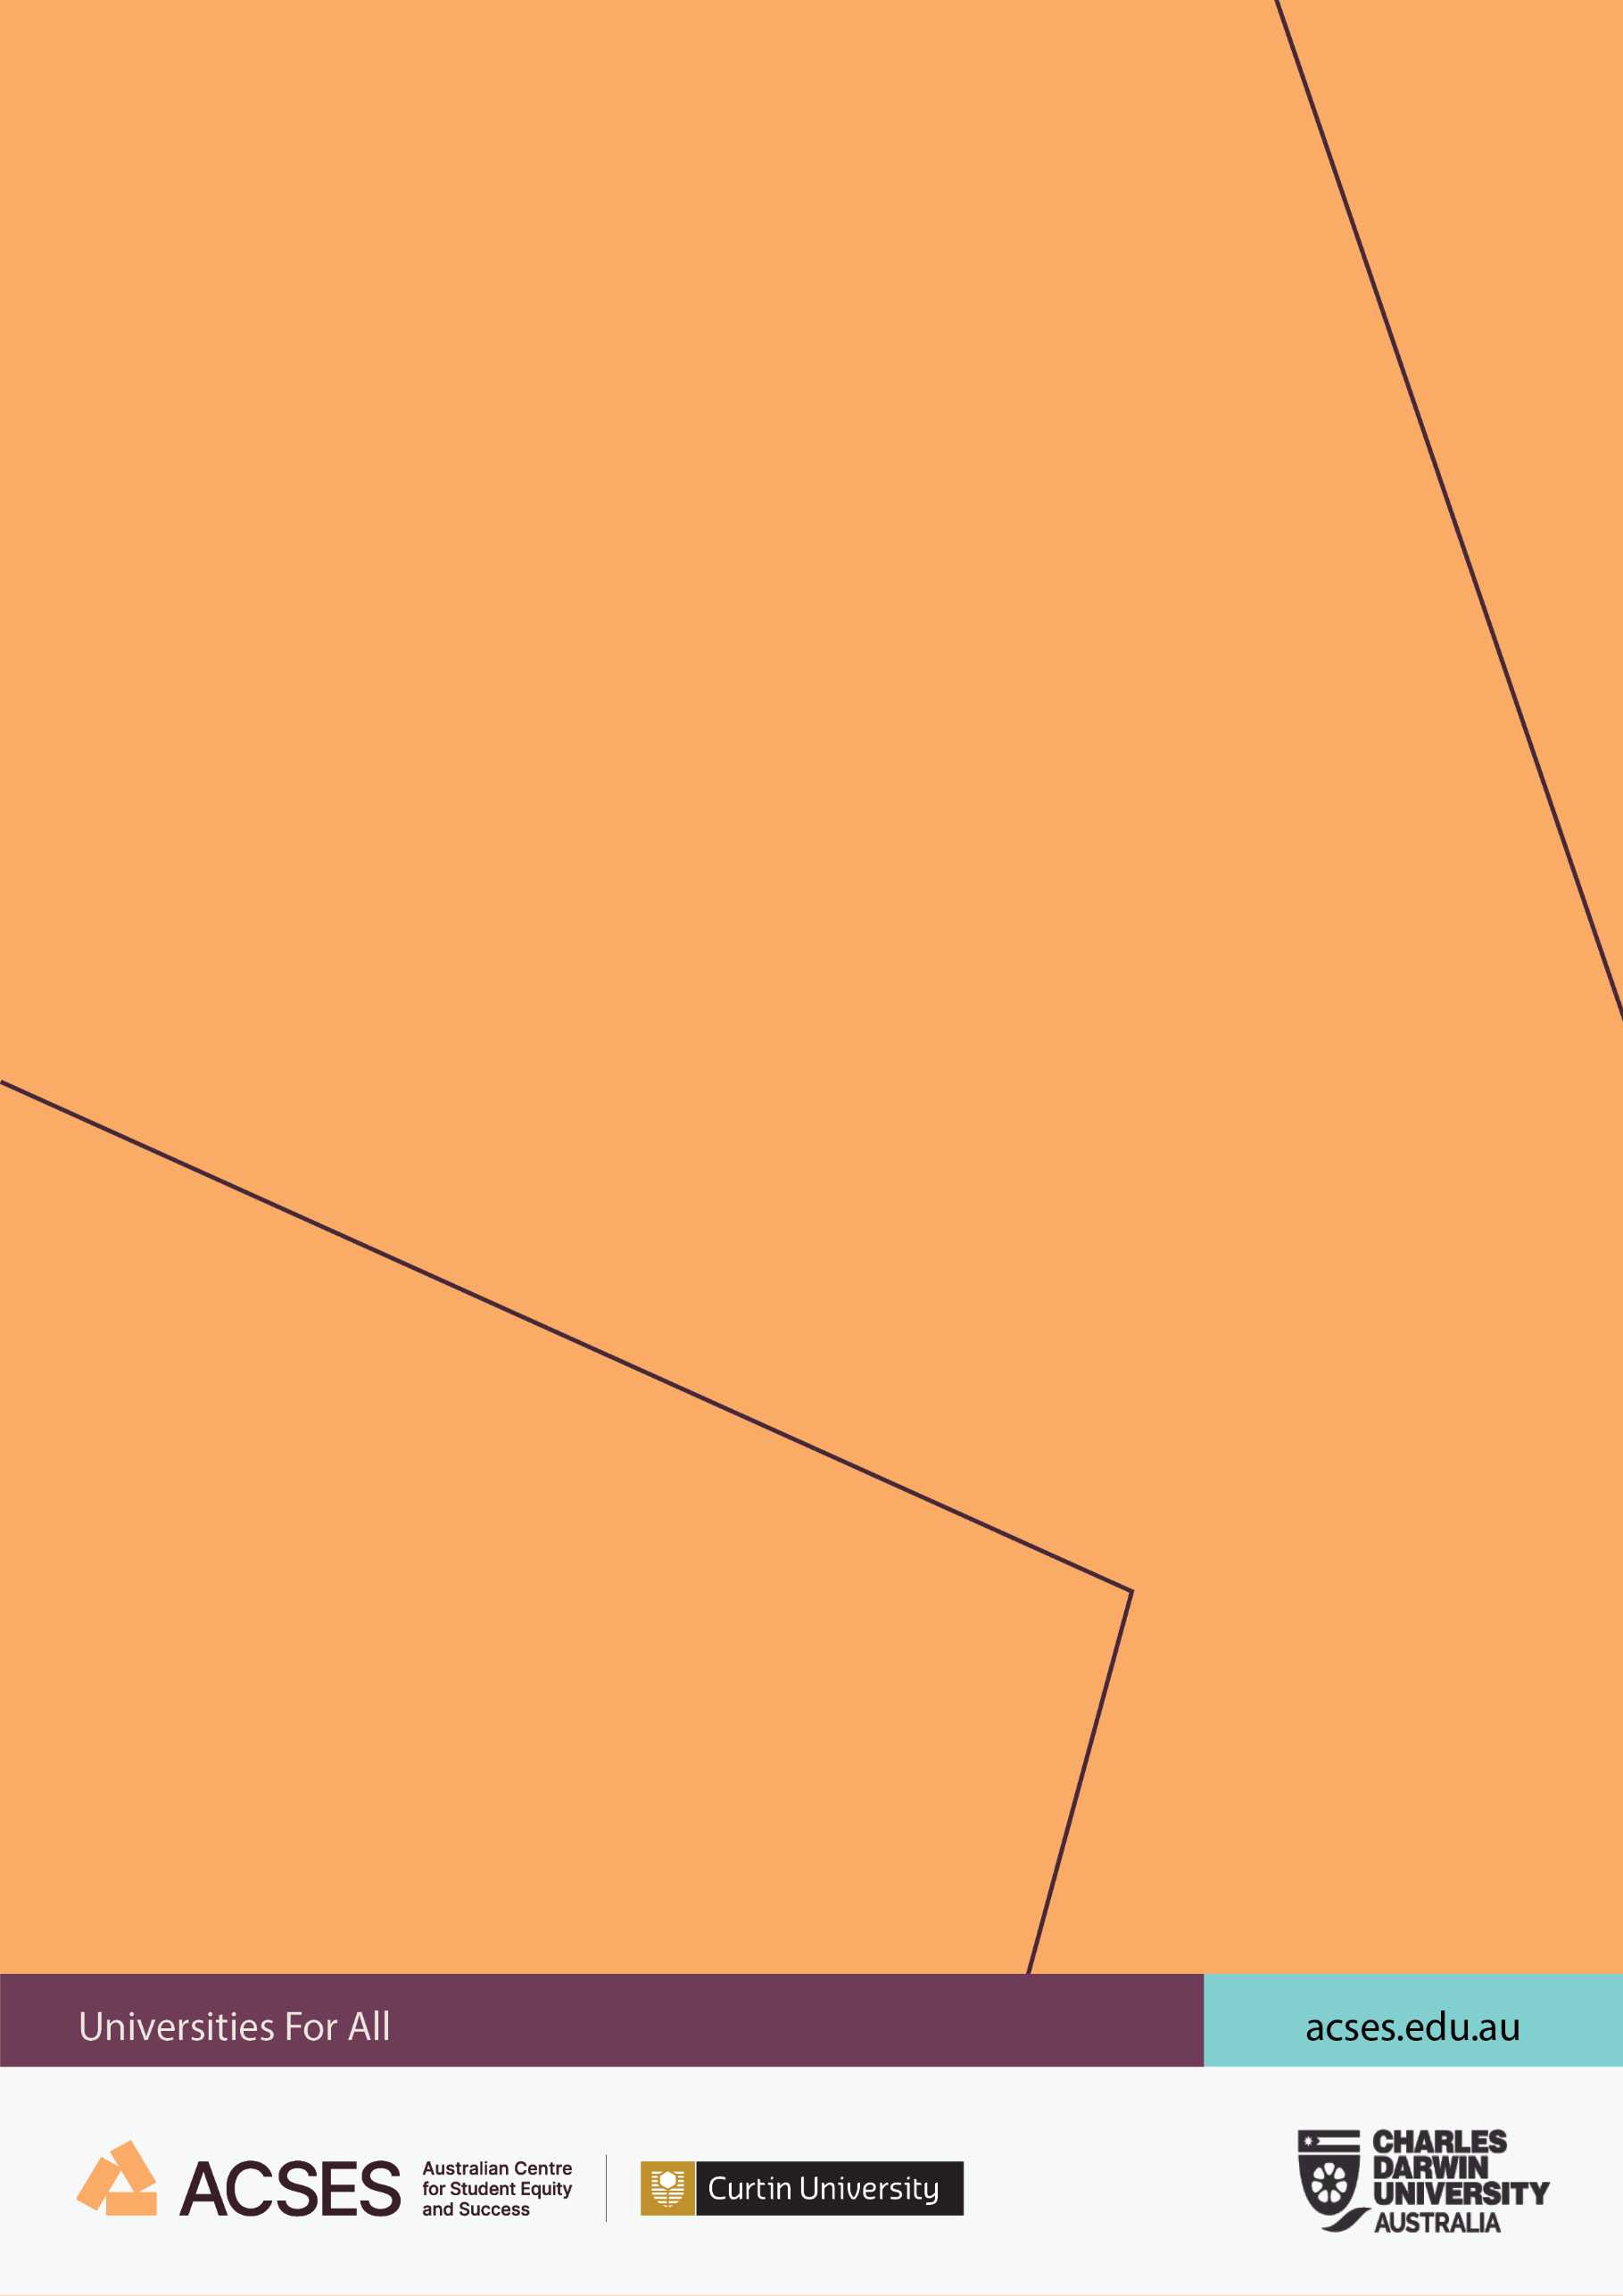 Universities For All
acses.edu.au
ACSES
Australian Centre
for Student Equity
and Success
Curtin University
CHARLES
DARWIN
UNIVERSITY
AUSTRALIA